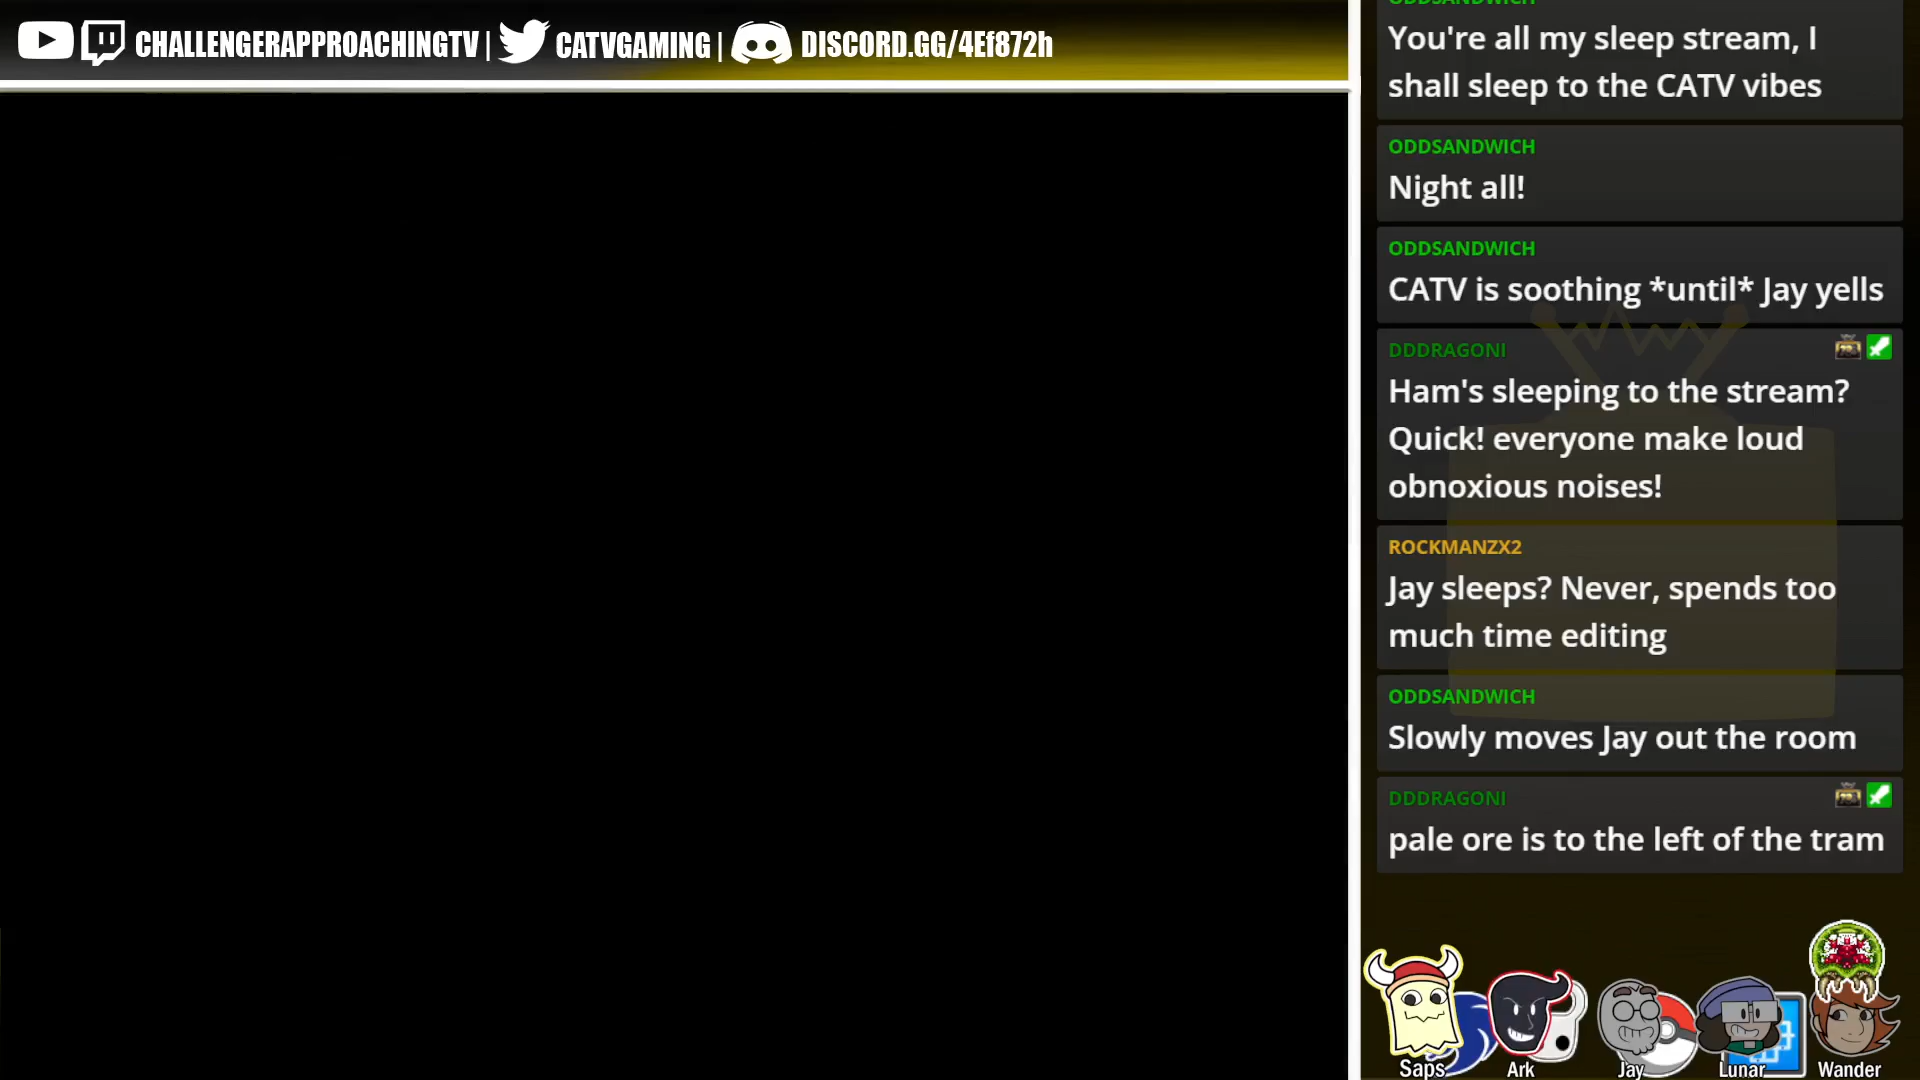 CHALLENGERAPPROACHINGTV | CATVGAMING | DISCORD.GG/4Ef872h
ODDSANDWICH
You're all my sleep stream, I
shall sleep to the CATV vibes
ODDSANDWICH
Night all!
ODDSANDWICH
CATV is soothing *until* Jay yells
DDDRAGONI
Ham's sleeping to the stream?
Quick! everyone make loud
obnoxious noises!
ROCKMANZX2
Jay sleeps? Never, spends too
much time editing
ODDSANDWICH
Slowly moves Jay out the room
DDDRAGONI
pale ore is to the left of the tram
Saps Ark Jay Lunar Wander